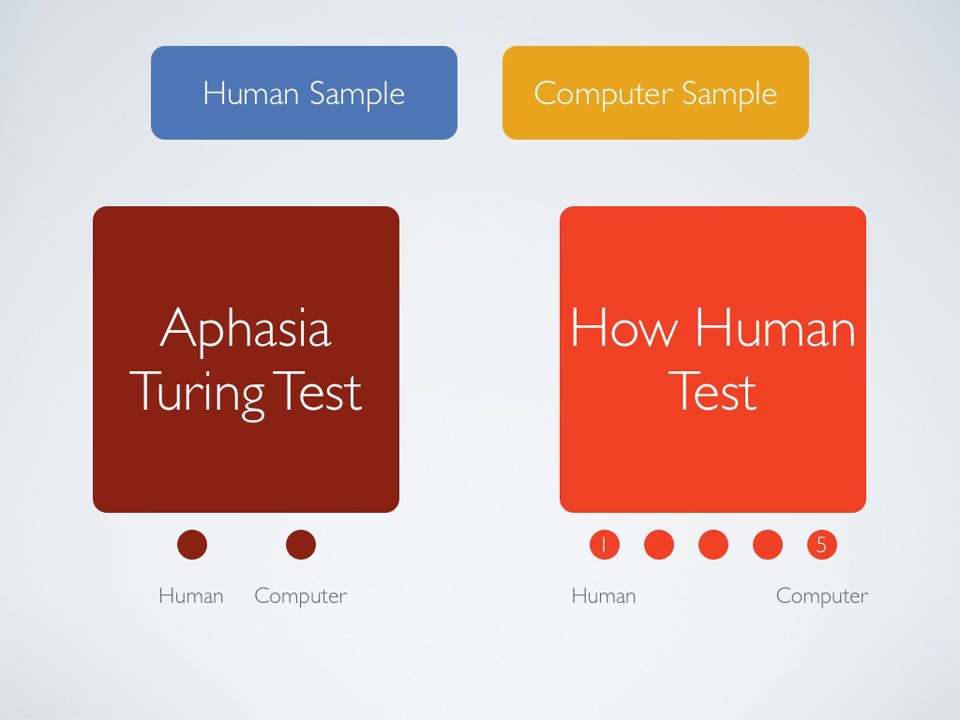 Human Sample
Computer Sample
Aphasia
Turing Test
How Human
Test
1
5
Human
Computer
Human
Computer